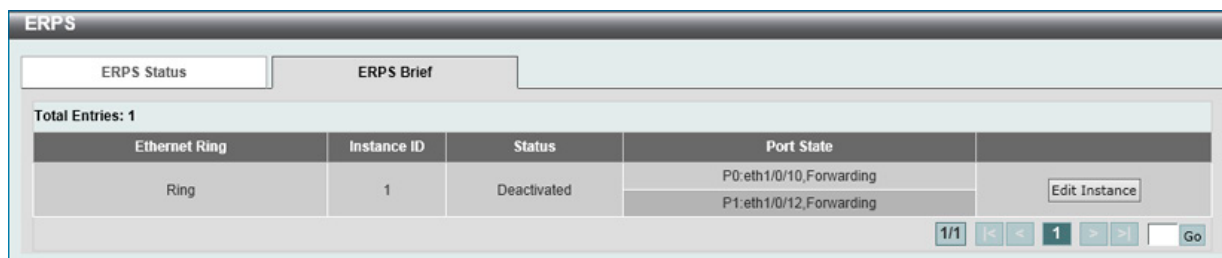 ERPS
ERPS Status
ERPS Brief
Total Entries: 1
Ethernet Ring Instance ID Status Port State
Ring 1 Deactivated P0:eth1/0/10,Forwarding Edit Instance
P1:eth1/0/12,Forwarding
1/1 |< < 1 > >| Go